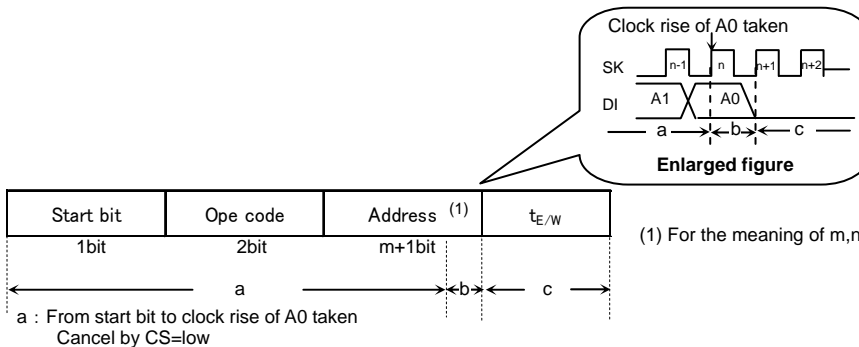 Clock rise of A0 taken
SK n-1 n n+1 n+2
DI A1 A0
a b c
Enlarged figure
Start bit Ope code Address (1) tE/W
1bit 2bit m+1bit
(1) For the meaning of m,n
a b c
a : From start bit to clock rise of A0 taken
Cancel by CS=low